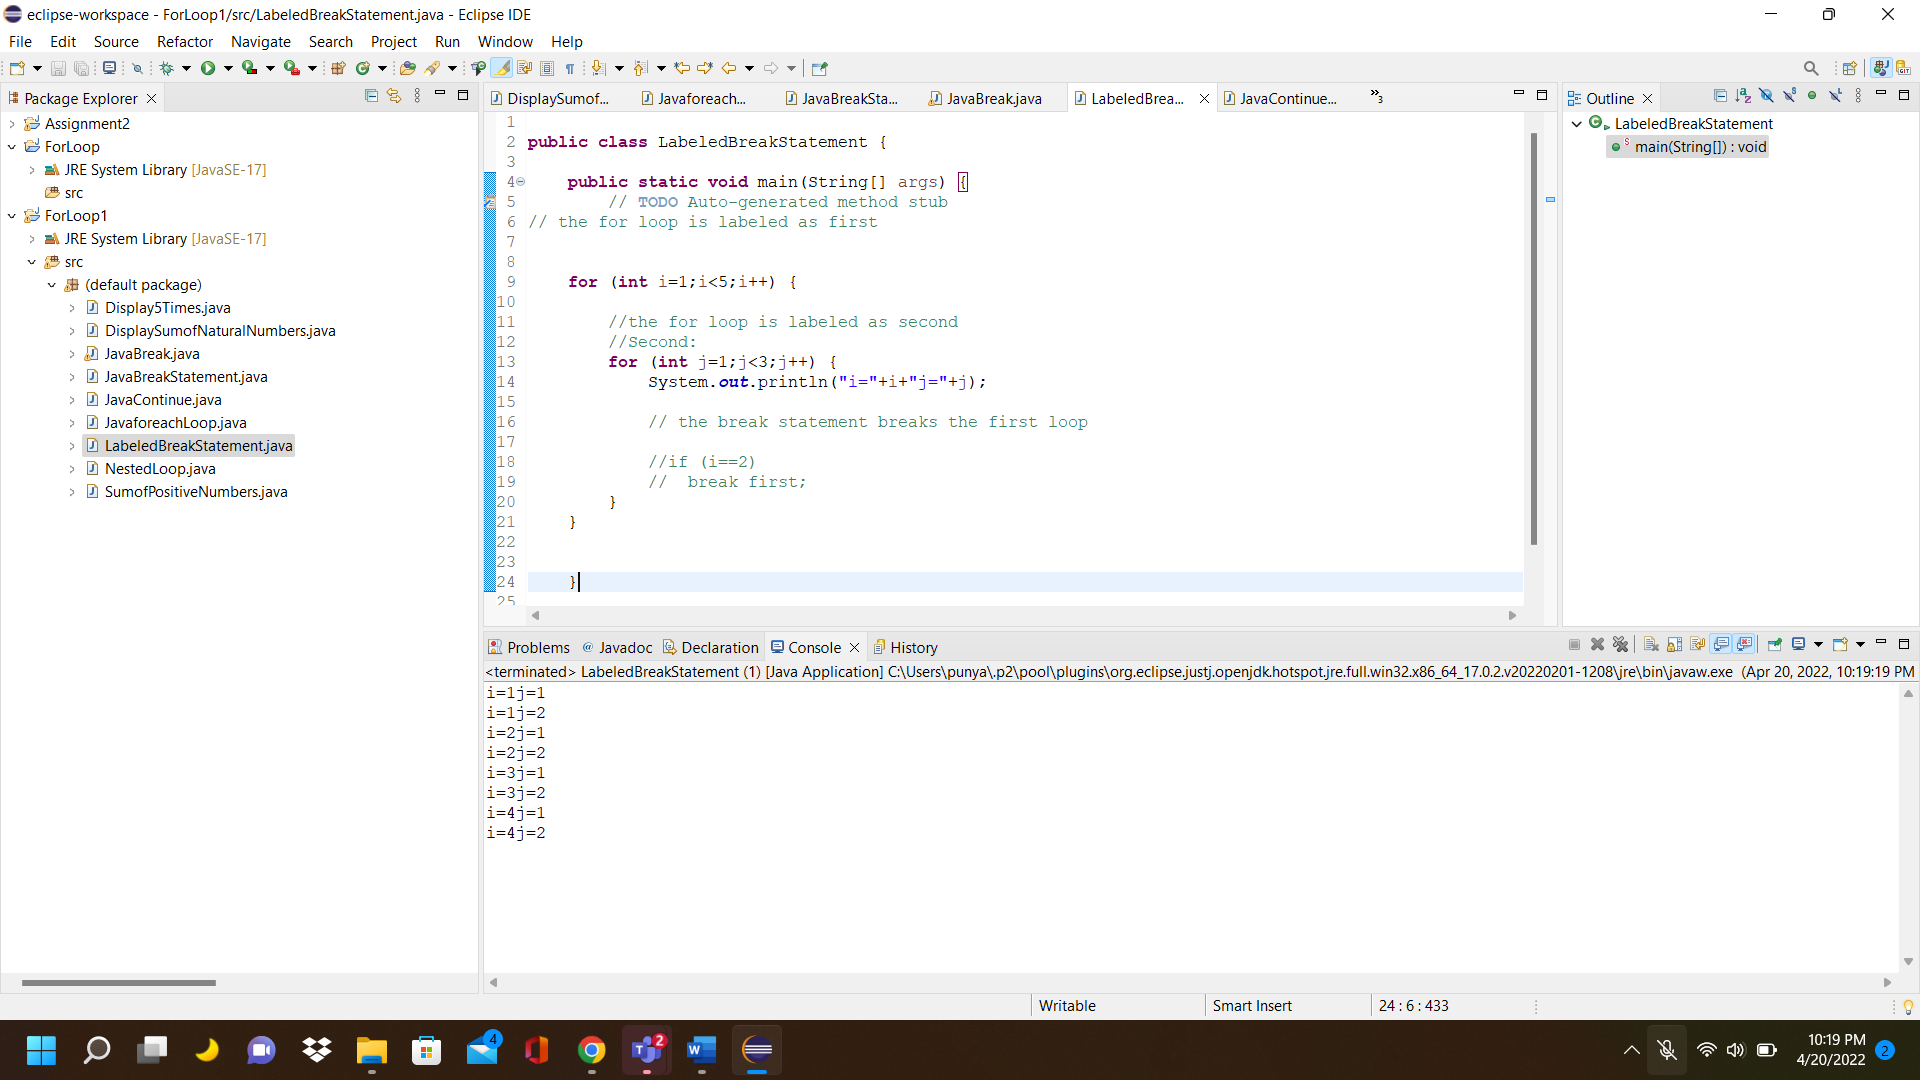 eclipse-workspace - ForLoop1/src/LabeledBreakStatement.java - Eclipse IDE
File Edit Source Refactor Navigate Search Project Run Window Help
Package Explorer
Assignment2
ForLoop
JRE System Library [JavaSE-17]
src
ForLoop1
JRE System Library [JavaSE-17]
src
(default package)
Display5Times.java
DisplaySumofNaturalNumbers.java
JavaBreak.java
JavaBreakStatement.java
JavaContinue.java
JavaforeachLoop.java
LabeledBreakStatement.java
NestedLoop.java
SumofPositiveNumbers.java
DisplaySumof... Javaforeach... JavaBreakSta... JavaBreak.java LabeledBrea... JavaContinue... »3
1
2 public class LabeledBreakStatement {
3
4 public static void main(String[] args) {
5 // TODO Auto-generated method stub
6 // the for loop is labeled as first
7
8
9 for (int i=1;i<5;i++) {
10
11 //the for loop is labeled as second
12 //Second:
13 for (int j=1;j<3;j++) {
14 System.out.println("i="+i+"j="+j);
15
16 // the break statement breaks the first loop
17
18 //if (i==2)
19 // break first;
20 }
21 }
22
23
24 }
25
Outline
LabeledBreakStatement
main(String[]) : void
Problems @ Javadoc Declaration Console History
<terminated> LabeledBreakStatement (1) [Java Application] C:\Users\punya\.p2\pool\plugins\org.eclipse.justj.openjdk.hotspot.jre.full.win32.x86_64_17.0.2.v20220201-1208\jre\bin\javaw.exe (Apr 20, 2022, 10:19:19 PM
i=1j=1
i=1j=2
i=2j=1
i=2j=2
i=3j=1
i=3j=2
i=4j=1
i=4j=2
Writable Smart Insert 24 : 6 : 433
4
2
10:19 PM
4/20/2022
2